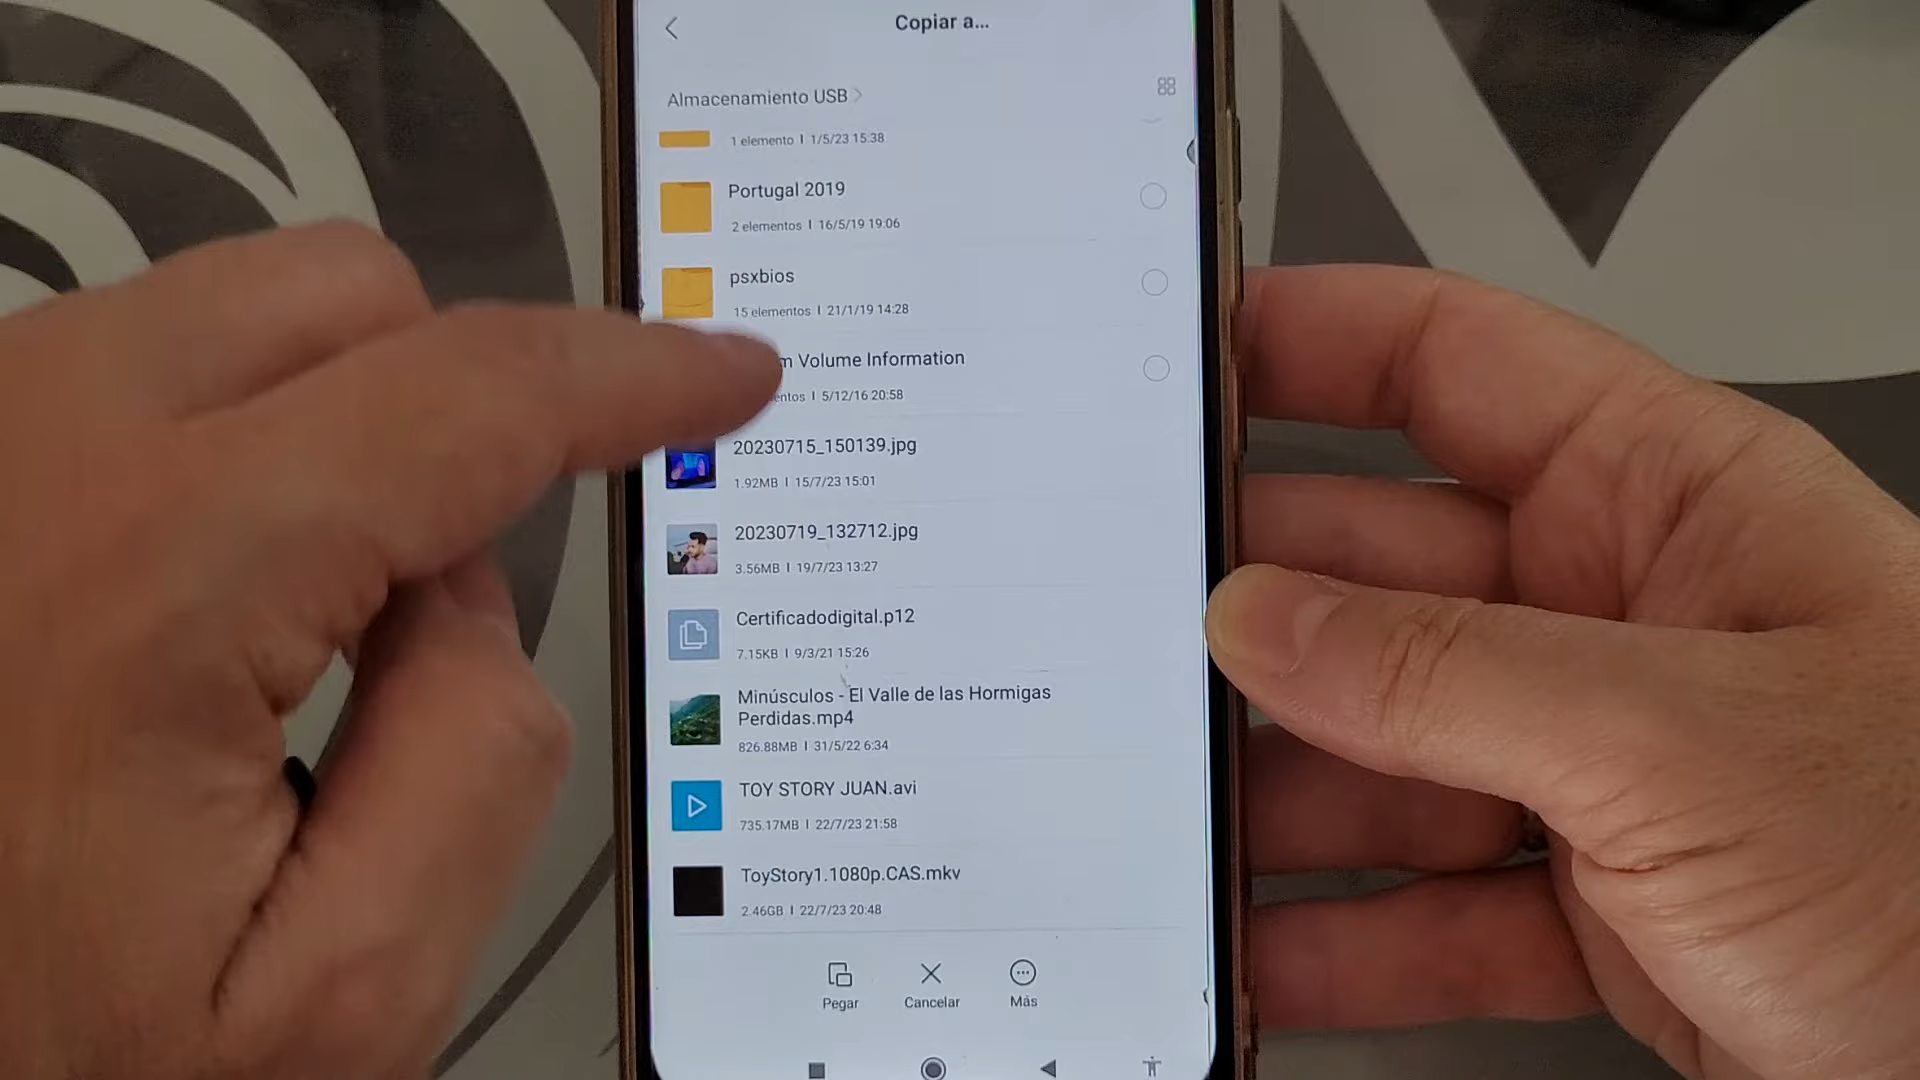 Copiar a...
Almacenamiento USB
1 elemento | 1/5/23 15:38
Portugal 2019
2 elementos | 16/5/19 19:06
psxbios
15 elementos | 21/1/19 14:28
Volume Information
5/12/16 20:58
20230715_150139.jpg
1.92MB | 15/7/23 15:01
20230719_132712.jpg
3.56MB | 19/7/23 13:27
Certificadodigital.p12
7.15KB | 9/3/21 15:26
Minúsculos - El Valle de las Hormigas
Perdidas.mp4
826.88MB | 31/5/22 6:34
TOY STORY JUAN.avi
735.17MB | 22/7/23 21:58
ToyStory1.1080p.CAS.mkv
2.46GB | 22/7/23 20:48
Pegar
Cancelar
Más